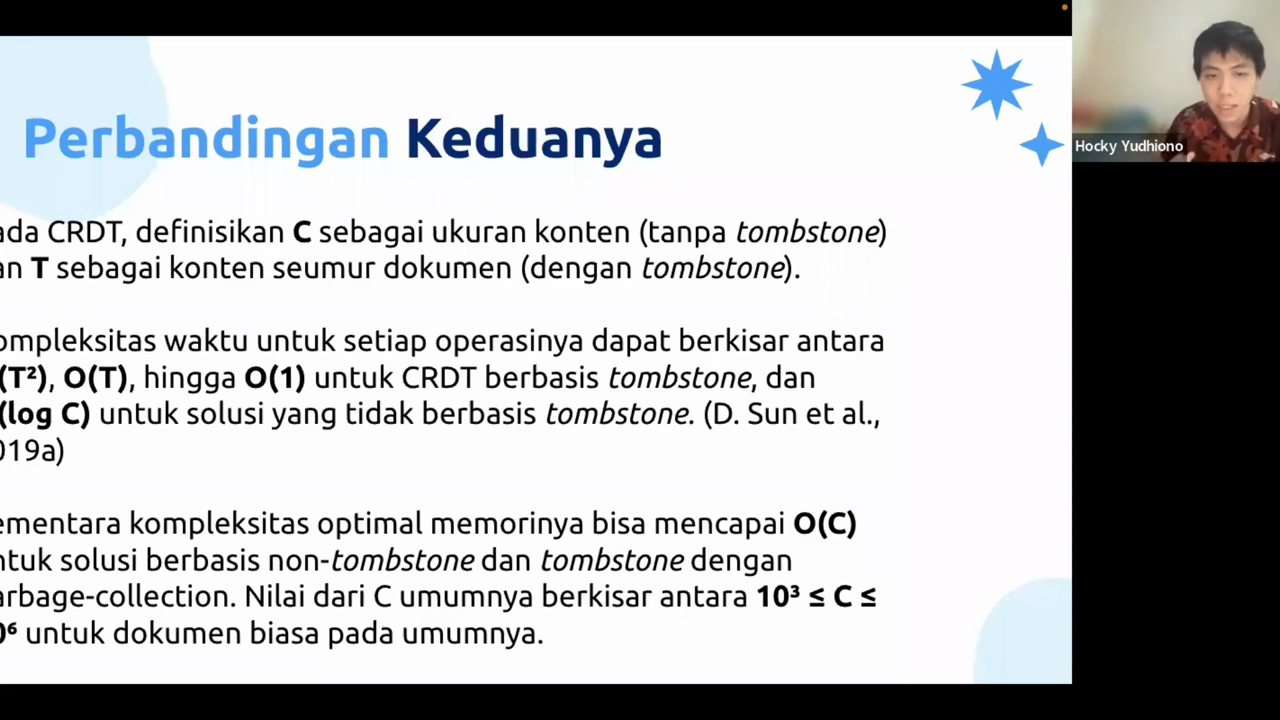 Perbandingan Keduanya
Hocky Yudhiono
ada CRDT, definisikan C sebagai ukuran konten (tanpa tombstone)
an T sebagai konten seumur dokumen (dengan tombstone).
ompleksitas waktu untuk setiap operasinya dapat berkisar antara
(T²), O(T), hingga O(1) untuk CRDT berbasis tombstone, dan
(log C) untuk solusi yang tidak berbasis tombstone. (D. Sun et al.,
019a)
ementara kompleksitas optimal memorinya bisa mencapai O(C)
ntuk solusi berbasis non-tombstone dan tombstone dengan
arbage-collection. Nilai dari C umumnya berkisar antara 10³ ≤ C ≤
0⁶ untuk dokumen biasa pada umumnya.